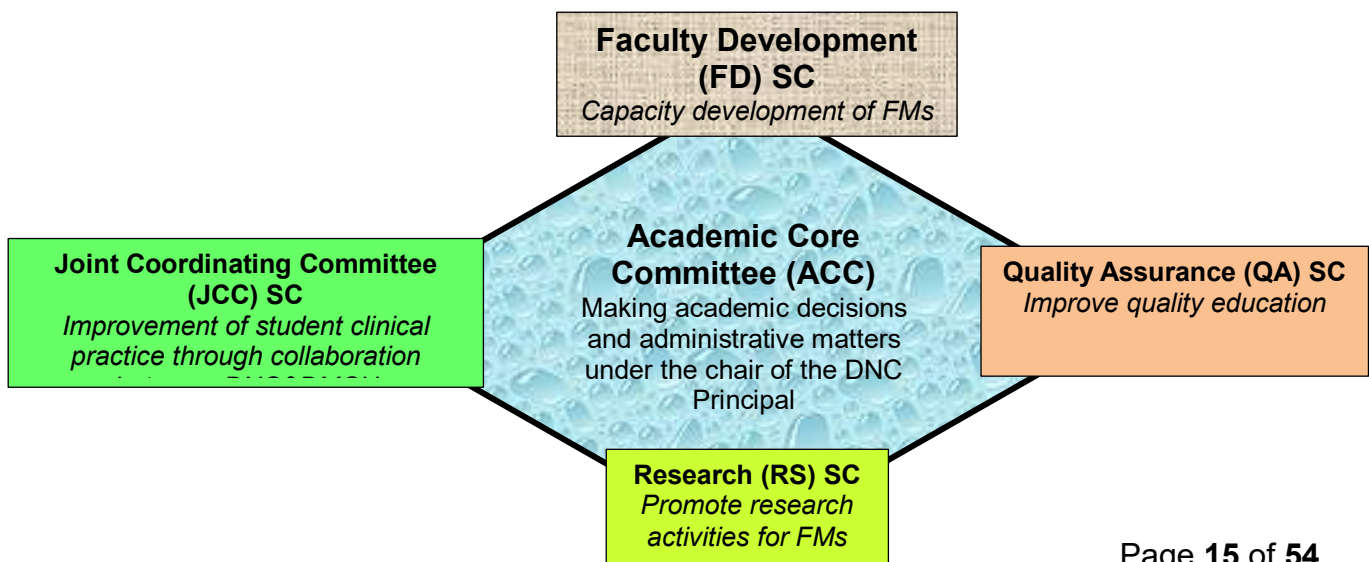 Faculty Development
(FD) SC
Capacity development of FMs
Joint Coordinating Committee
(JCC) SC
Improvement of student clinical
practice through collaboration
Academic Core
Committee (ACC)
Making academic decisions
and administrative matters
under the chair of the DNC
Principal
Quality Assurance (QA) SC
Improve quality education
Research (RS) SC
Promote research
activities for FMs
Page 15 of 54